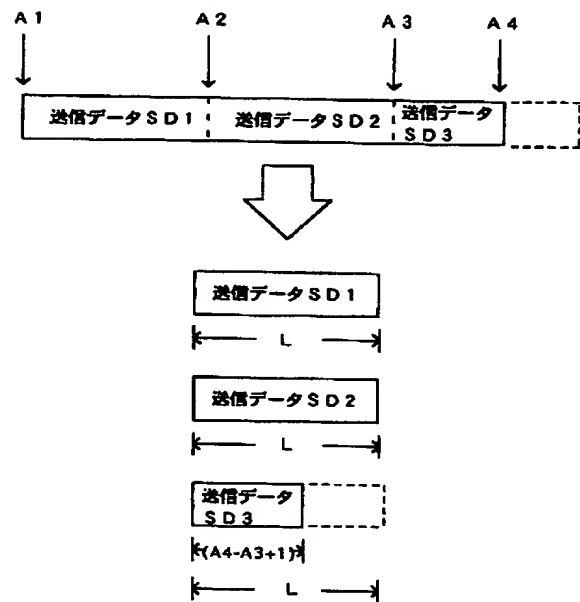 A1 A2 A3 A4
送信データSD1 送信データSD2 送信データ
SD3
送信データSD1
L
送信データSD2
L
送信データ
SD3
(A4-A3+1)
L